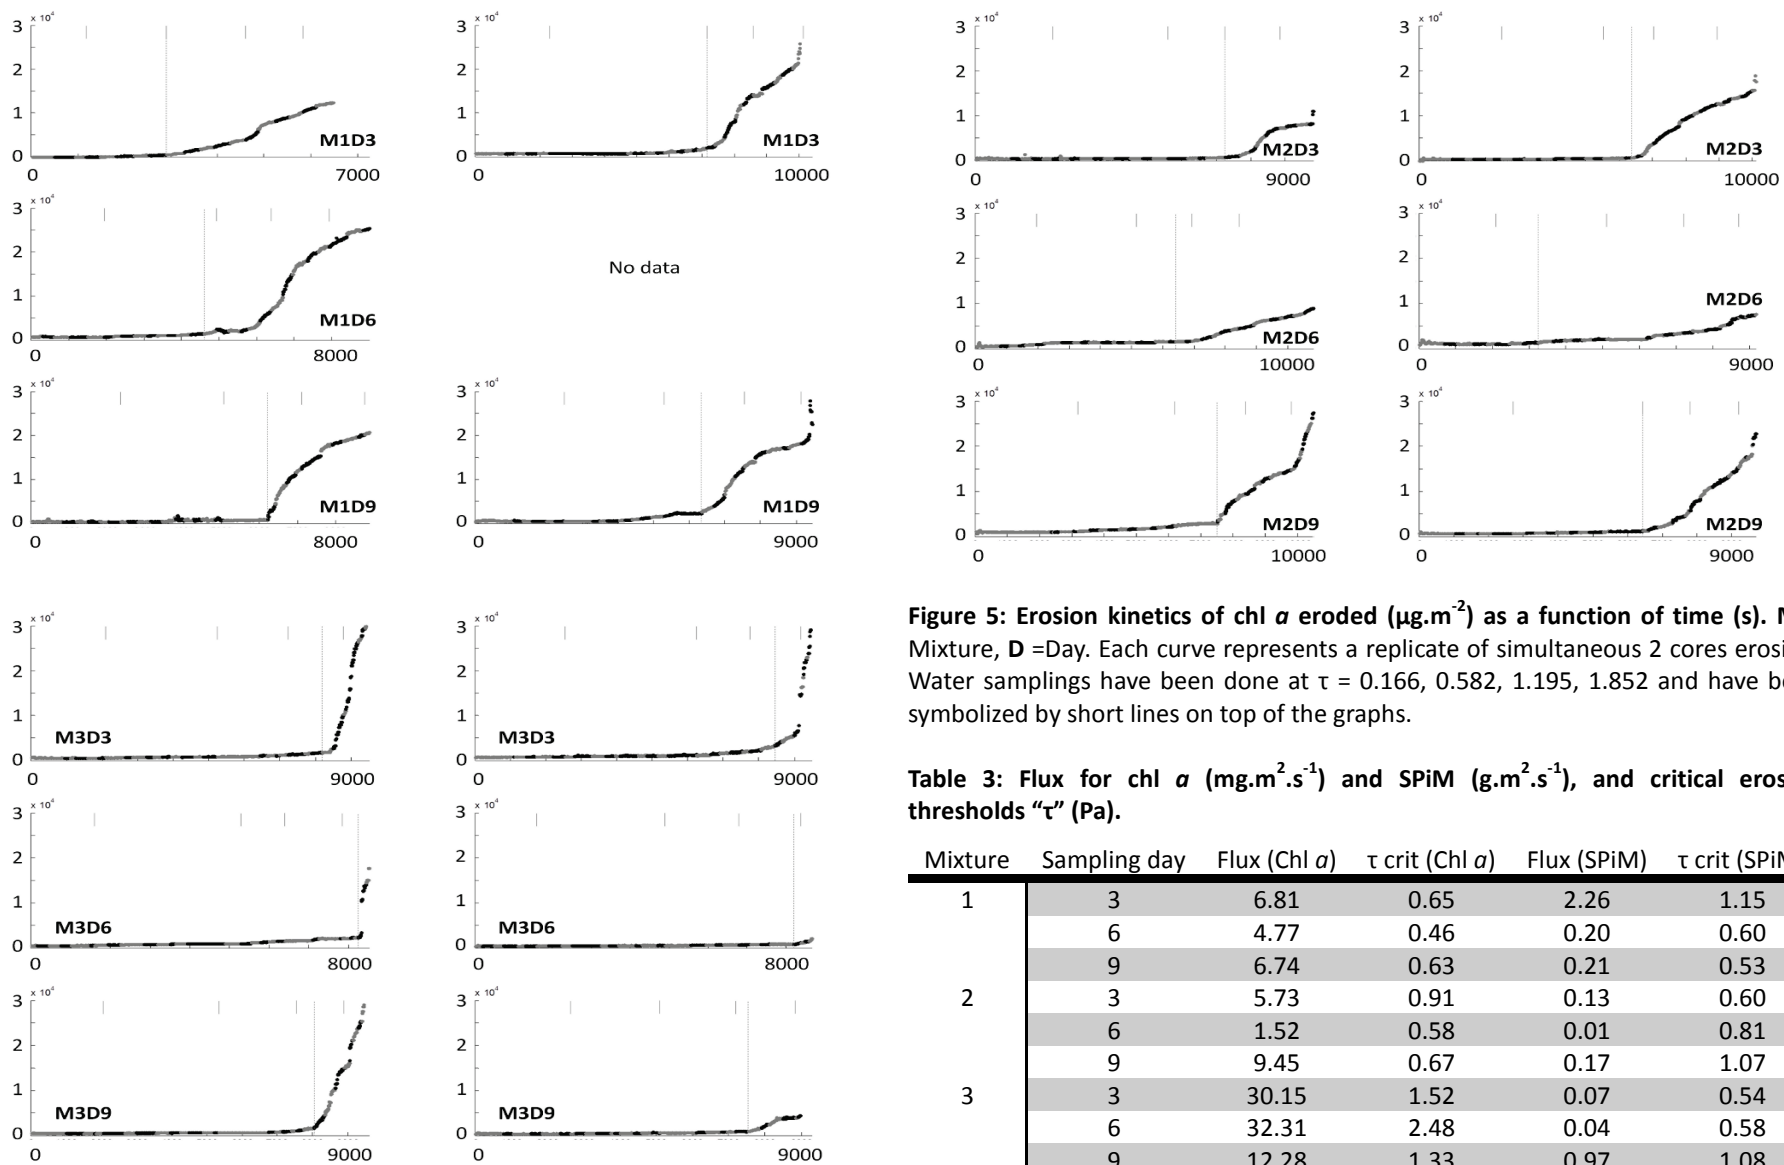 x 10⁴
3
2
1
0
M1D3
0 7000
x 10⁴
3
2
1
0
M1D3
0 10000
x 10⁴
3
2
1
0
M1D6
0 8000
No data
x 10⁴
3
2
1
0
M1D9
0 8000
x 10⁴
3
2
1
0
M1D9
0 9000
x 10⁴
3
2
1
0
M3D3
0 9000
x 10⁴
3
2
1
0
M3D3
0 9000
x 10⁴
3
2
1
0
M3D6
0 8000
x 10⁴
3
2
1
0
M3D6
0 8000
x 10⁴
3
2
1
0
M3D9
0 9000
x 10⁴
3
2
1
0
M3D9
0 9000
x 10⁴
3
2
1
0
M2D3
0 9000
x 10⁴
3
2
1
0
M2D3
0 10000
x 10⁴
3
2
1
0
M2D6
0 10000
x 10⁴
3
2
1
0
M2D6
0 9000
x 10⁴
3
2
1
0
M2D9
0 10000
x 10⁴
3
2
1
0
M2D9
0 9000
Figure 5: Erosion kinetics of chl a eroded (µg.m⁻²) as a function of time (s). M
Mixture, D =Day. Each curve represents a replicate of simultaneous 2 cores erosi
Water samplings have been done at τ = 0.166, 0.582, 1.195, 1.852 and have be
symbolized by short lines on top of the graphs.
Table 3: Flux for chl a (mg.m².s⁻¹) and SPiM (g.m².s⁻¹), and critical eros
thresholds “τ” (Pa).
Mixture Sampling day Flux (Chl a) τ crit (Chl a) Flux (SPiM) τ crit (SPiM
1 3 6.81 0.65 2.26 1.15
6 4.77 0.46 0.20 0.60
9 6.74 0.63 0.21 0.53
2 3 5.73 0.91 0.13 0.60
6 1.52 0.58 0.01 0.81
9 9.45 0.67 0.17 1.07
3 3 30.15 1.52 0.07 0.54
6 32.31 2.48 0.04 0.58
9 12.28 1.33 0.97 1.08